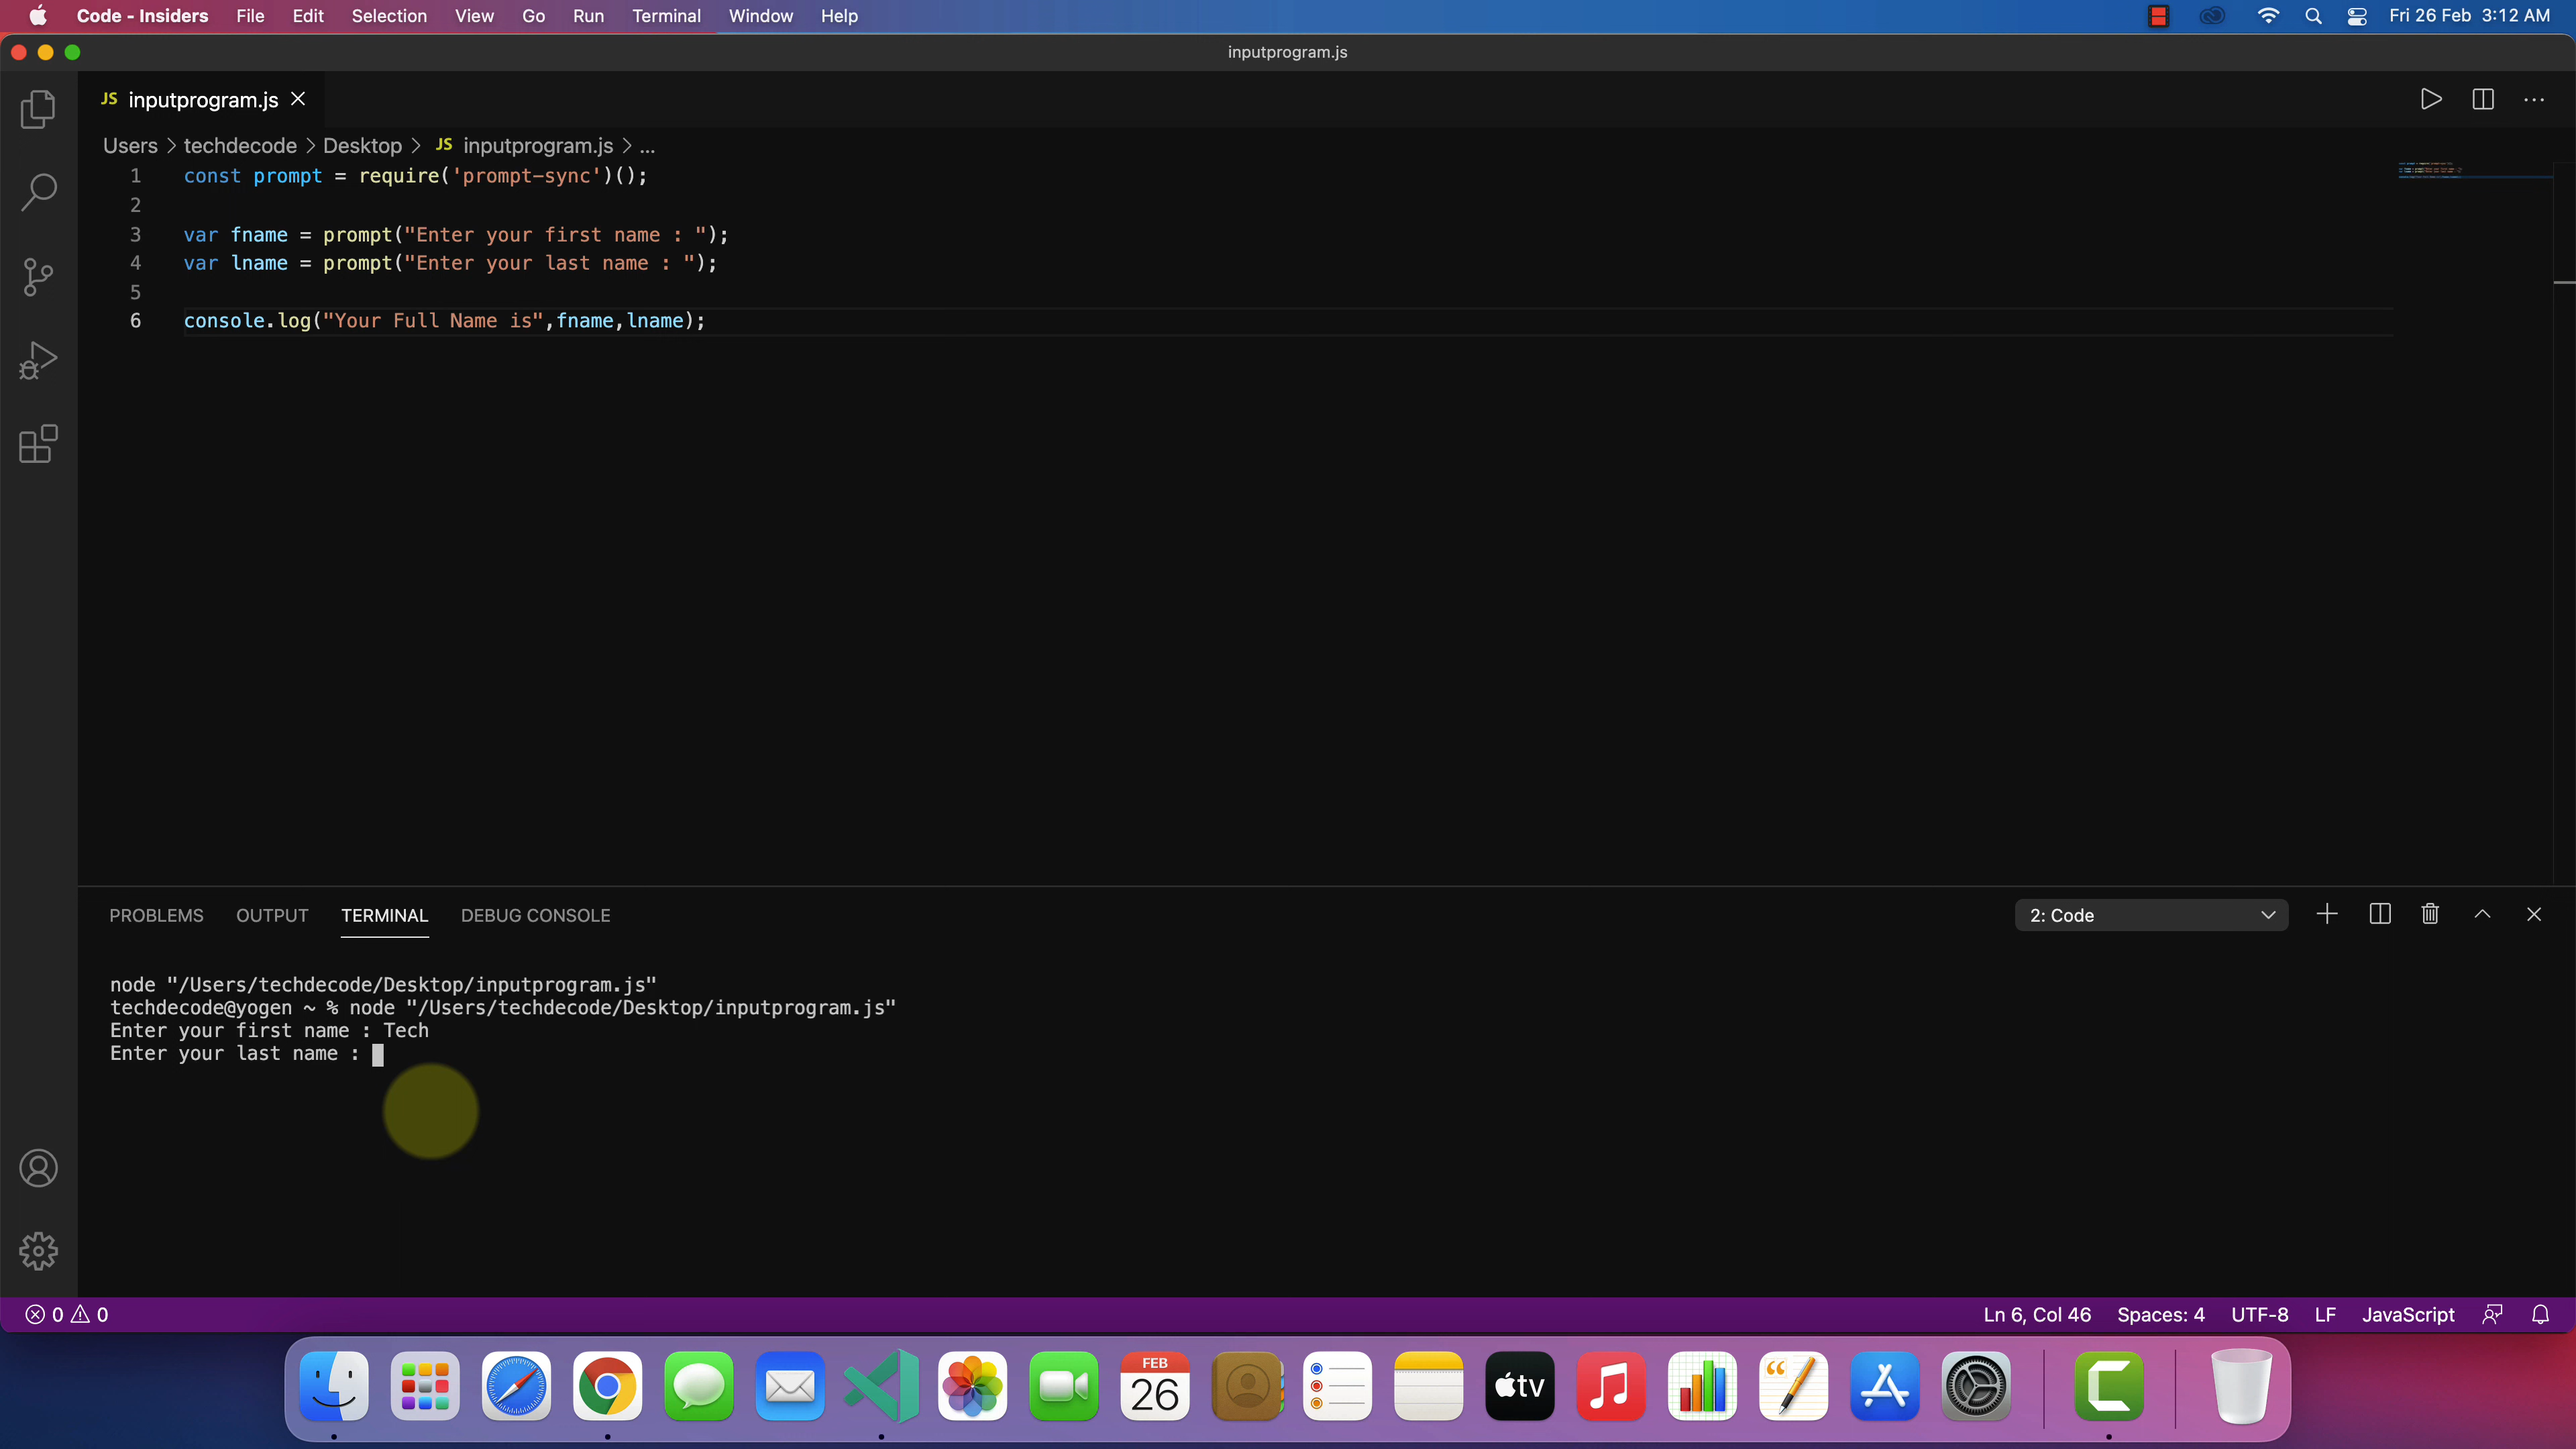 Code - Insiders File Edit Selection View Go Run Terminal Window Help Fri 26 Feb 3:12 AM
inputprogram.js
JS inputprogram.js
Users > techdecode > Desktop > JS inputprogram.js > ...
1 const prompt = require('prompt-sync')();
2
3 var fname = prompt("Enter your first name : ");
4 var lname = prompt("Enter your last name : ");
5
6 console.log("Your Full Name is",fname,lname);
PROBLEMS OUTPUT TERMINAL DEBUG CONSOLE 2: Code
node "/Users/techdecode/Desktop/inputprogram.js"
techdecode@yogen ~ % node "/Users/techdecode/Desktop/inputprogram.js"
Enter your first name : Tech
Enter your last name :
0 0 Ln 6, Col 46 Spaces: 4 UTF-8 LF JavaScript
FEB
26
tv